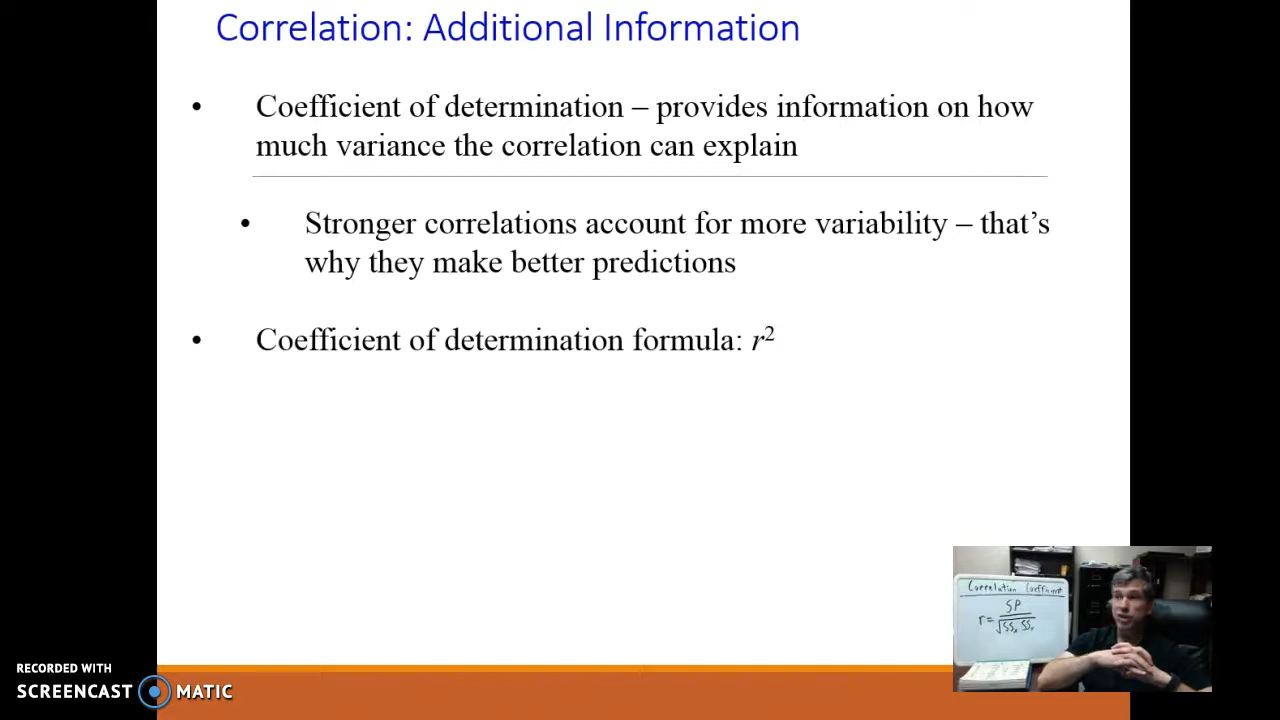 Correlation: Additional Information
• Coefficient of determination – provides information on how
much variance the correlation can explain
• Stronger correlations account for more variability – that’s
why they make better predictions
• Coefficient of determination formula: r²
Correlation Coefficient
r = SP
√SSₓ SSᵧ
RECORDED WITH
SCREENCAST MATIC